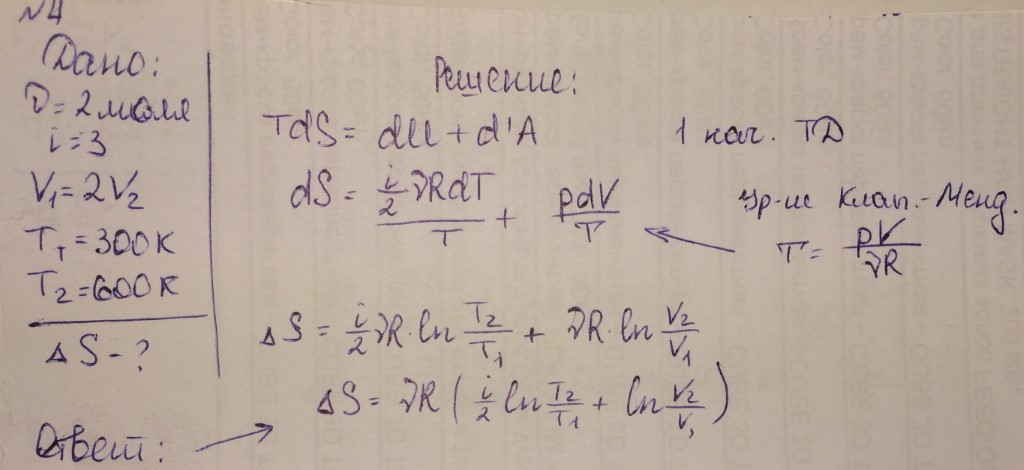 №4
Дано:
ν = 2 моля
i = 3
V₁ = 2V₂
T₁ = 300 К
T₂ = 600 К
ΔS - ?
Решение:
TdS = dU + d'A    1 нач. ТД
dS = (i/2 νRdT)/T + pdV/T    Ур-ие Клап.-Менд.
T = pV/νR
ΔS = i/2 νR · ln T₂/T₁ + νR · ln V₂/V₁
ΔS = νR ( i/2 ln T₂/T₁ + ln V₂/V₁ )
Ответ: